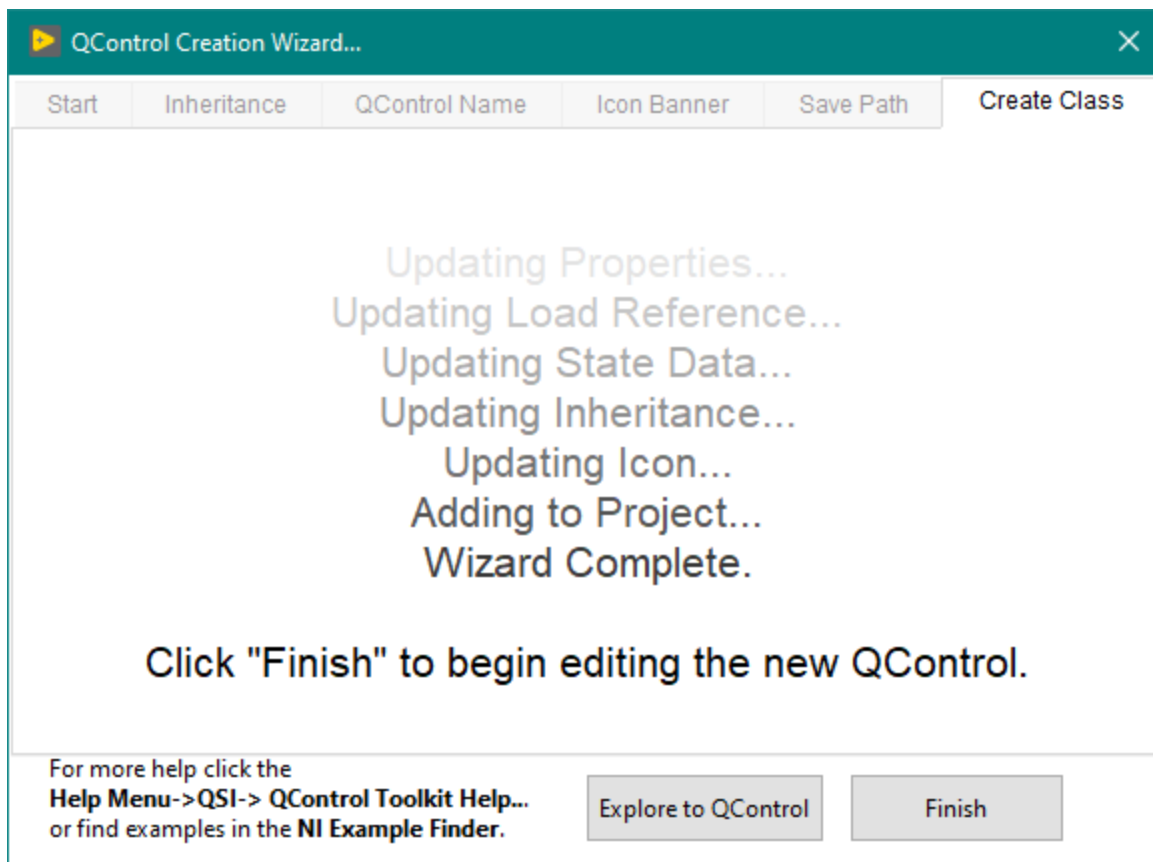 QControl Creation Wizard...
Start Inheritance QControl Name Icon Banner Save Path Create Class
Updating Properties...
Updating Load Reference...
Updating State Data...
Updating Inheritance...
Updating Icon...
Adding to Project...
Wizard Complete.
Click "Finish" to begin editing the new QControl.
For more help click the
Help Menu->QSI-> QControl Toolkit Help...
or find examples in the NI Example Finder.
Explore to QControl Finish